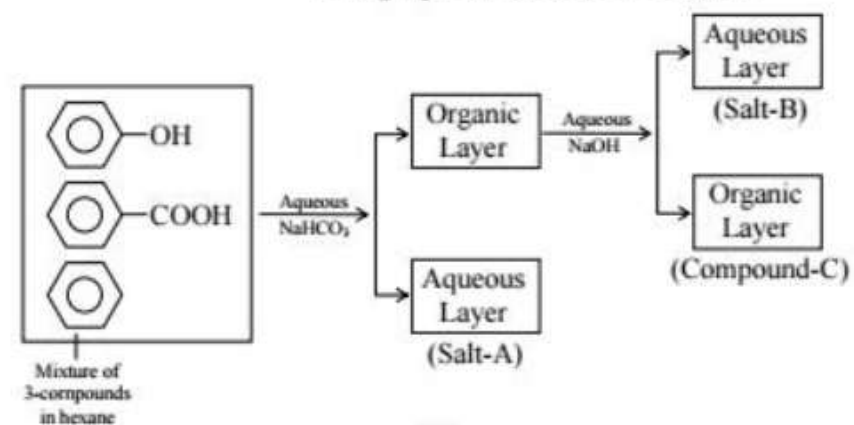 Aqueous
Layer
(Salt-B)
OH
COOH
Aqueous
NaHCO₃
Organic
Layer
Aqueous
NaOH
Organic
Layer
(Compound-C)
Aqueous
Layer
(Salt-A)
Mixture of
3-cornpounds
in hexane